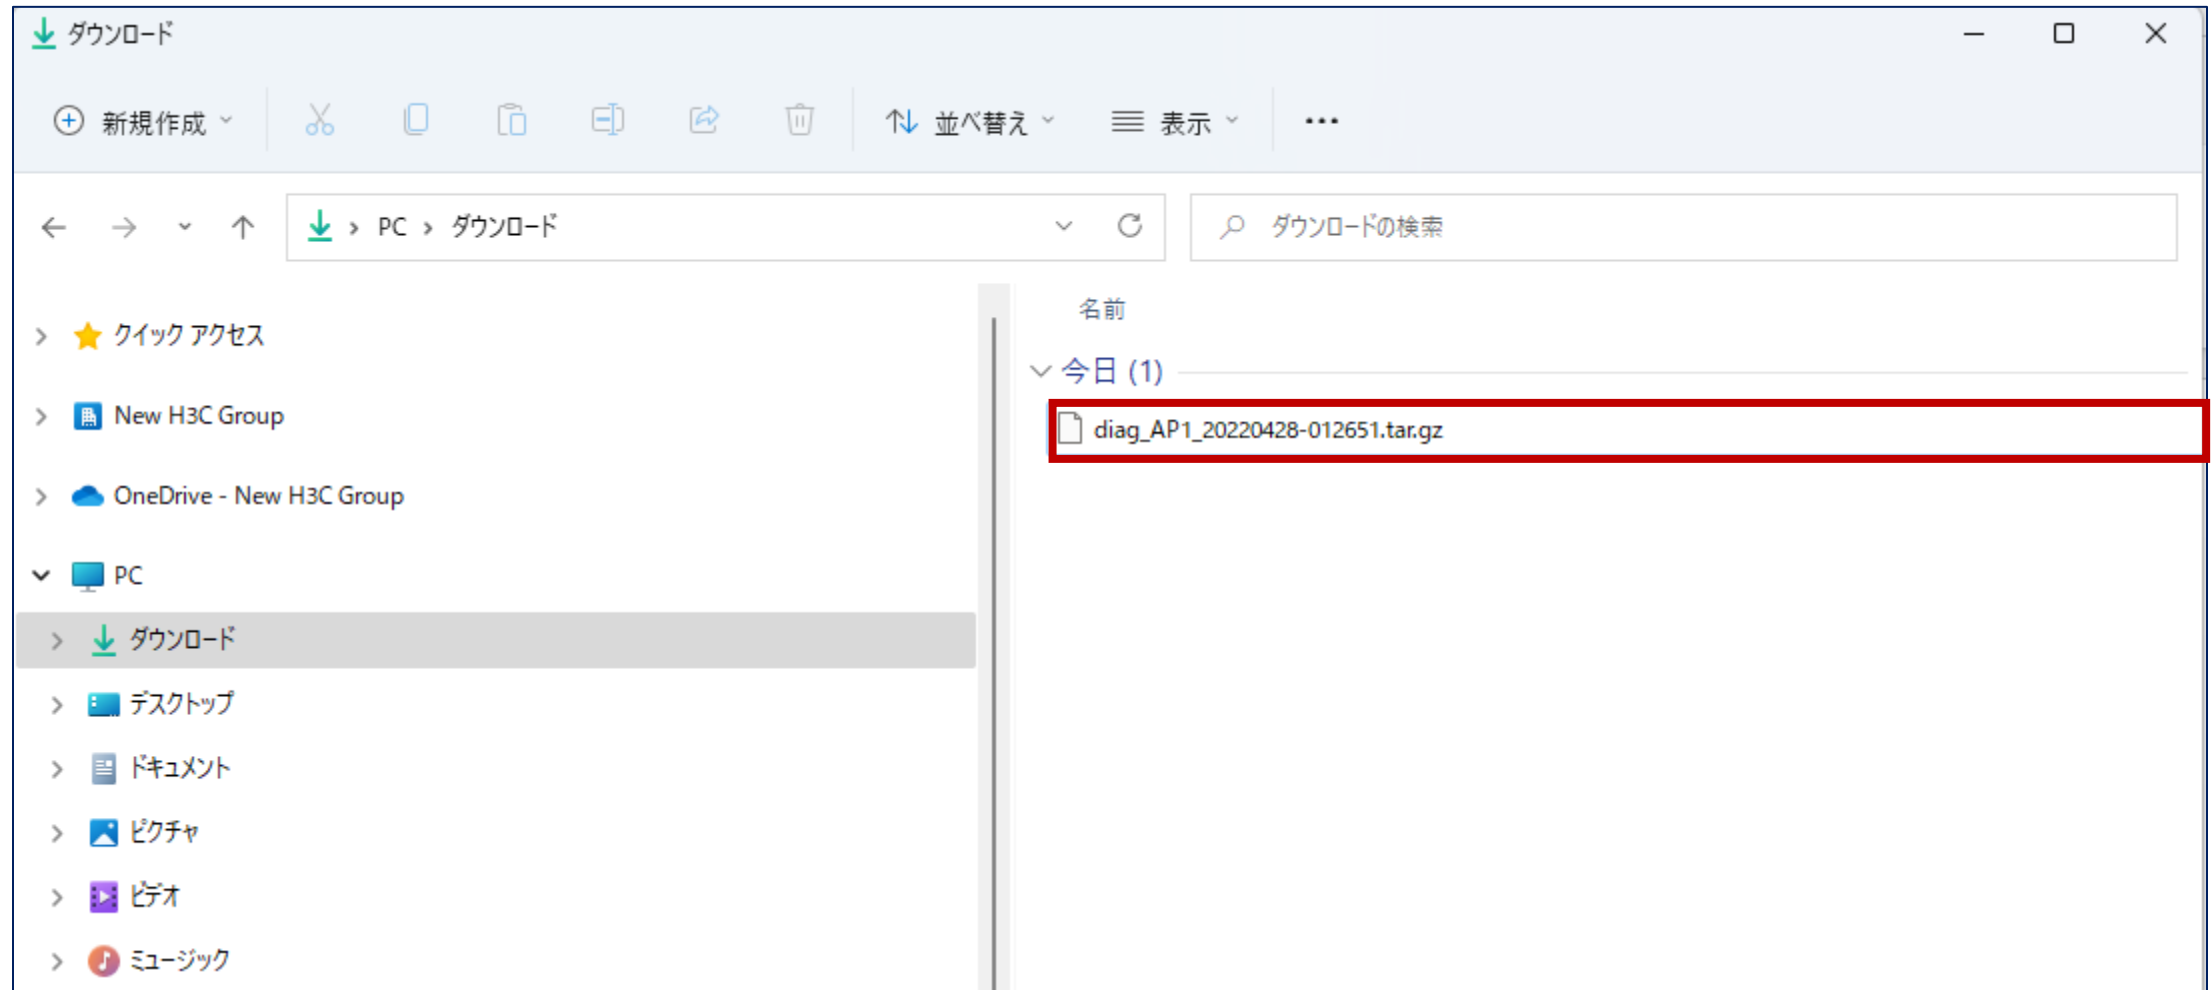 ダウンロード
新規作成
並べ替え
表示
PC
ダウンロード
ダウンロードの検索
クイック アクセス
New H3C Group
OneDrive - New H3C Group
PC
ダウンロード
デスクトップ
ドキュメント
ピクチャ
ビデオ
ミュージック
名前
今日 (1)
diag_AP1_20220428-012651.tar.gz